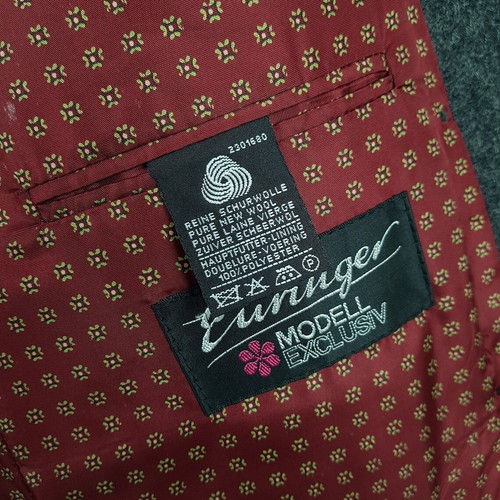 2301680
REINE SCHURWOLLE
PURE NEW WOOL
PURE LAINE VIERGE
ZUIVER SCHEERWOL
HAUPTFUTTER/LINING
DOUBLURE/VOERING
100% POLYESTER
P
MODELL
EXCLUSIV